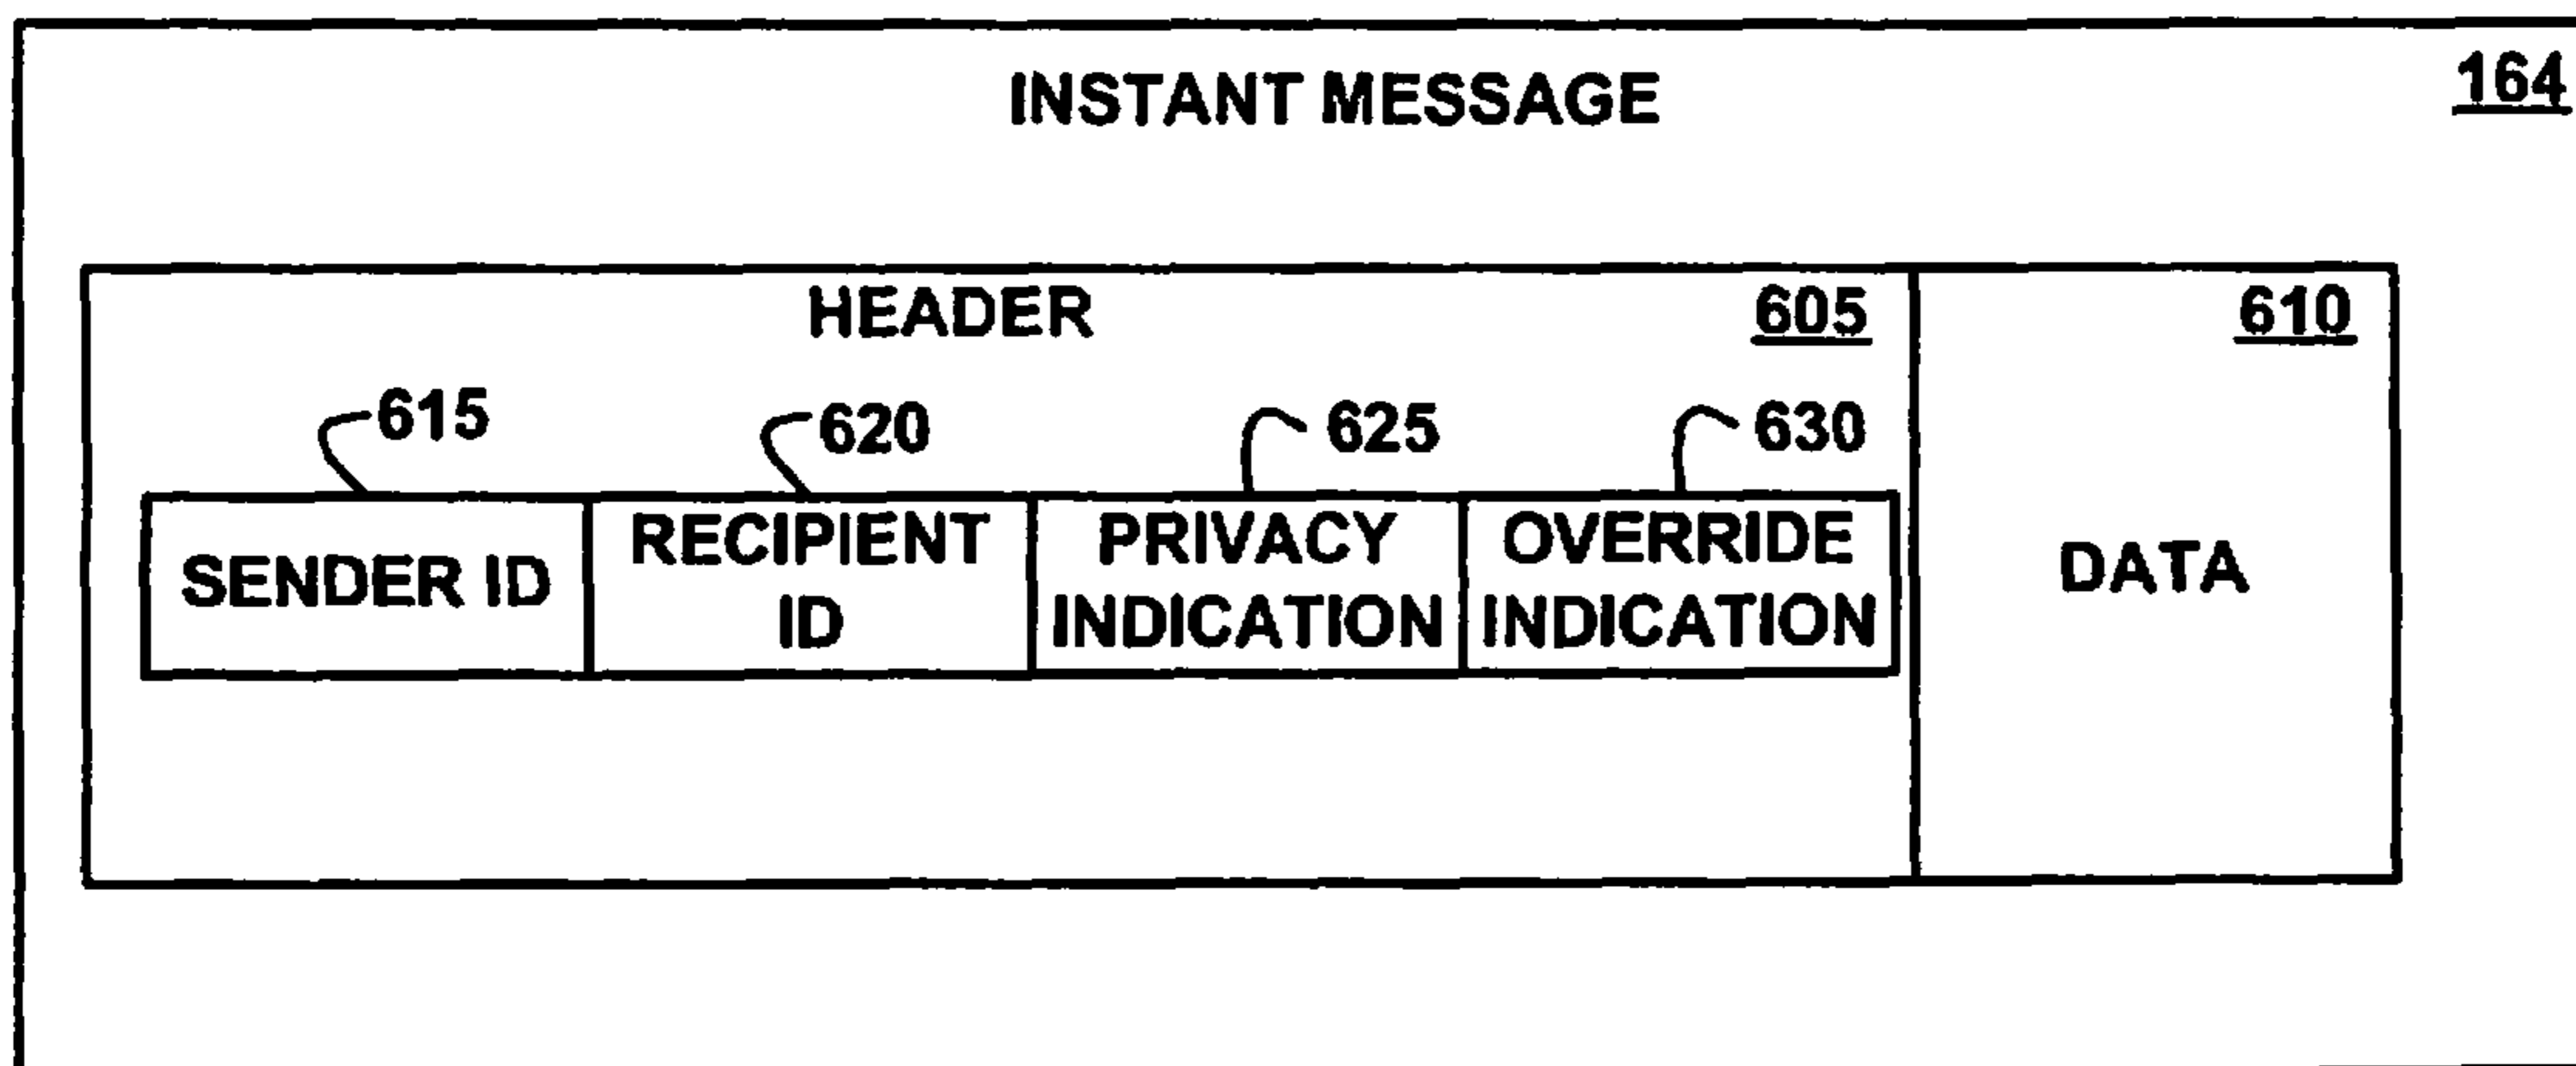 INSTANT MESSAGE
164
HEADER
605
610
615
620
625
630
SENDER ID
RECIPIENT
ID
PRIVACY
INDICATION
OVERRIDE
INDICATION
DATA